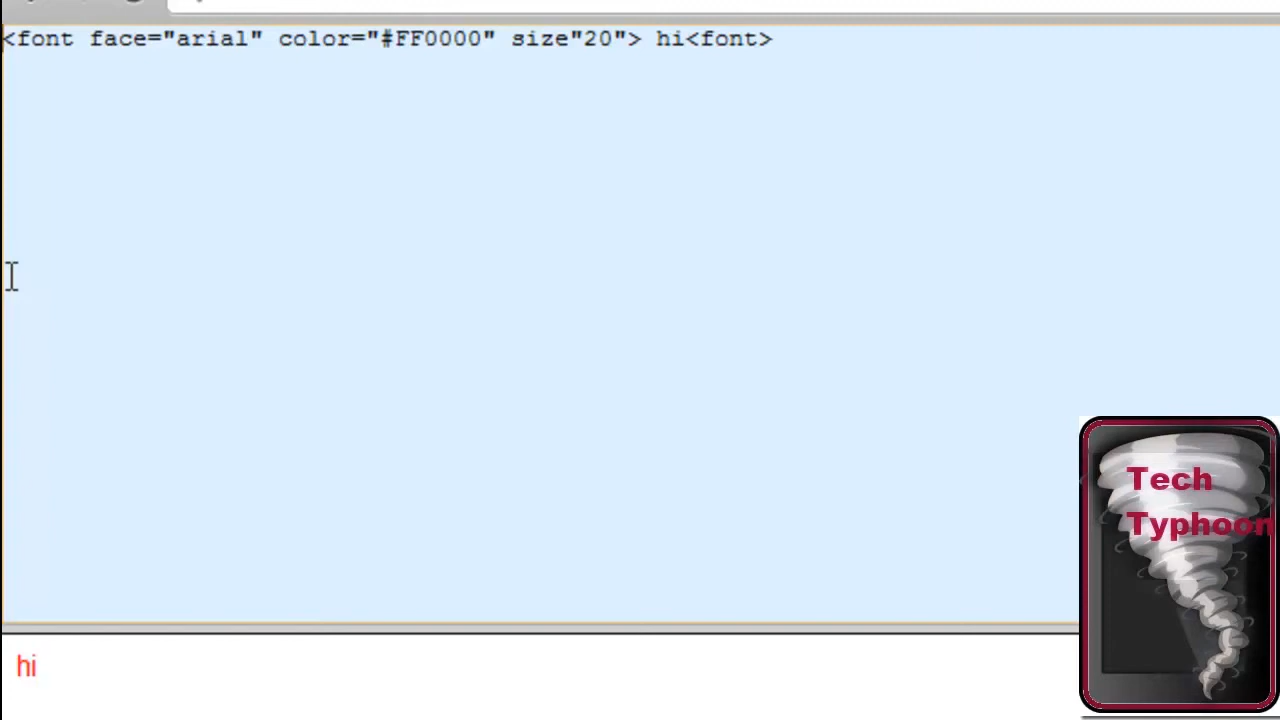 <font face="arial" color="#FF0000" size"20"> hi<font>
Tech
Typhoon
hi